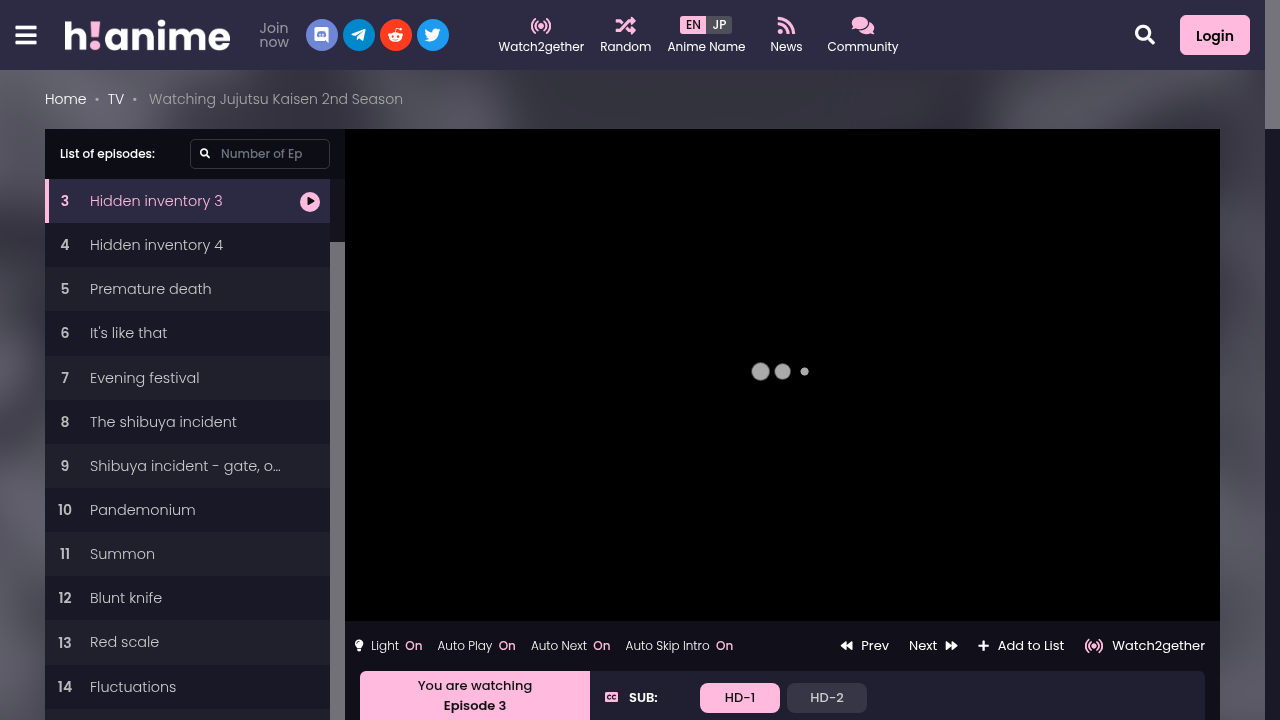 h!anime
Join
now
Watch2gether
Random
EN JP
Anime Name
News
Community
Login
Home • TV • Watching Jujutsu Kaisen 2nd Season
List of episodes:
Number of Ep
3 Hidden inventory 3
4 Hidden inventory 4
5 Premature death
6 It's like that
7 Evening festival
8 The shibuya incident
9 Shibuya incident - gate, o...
10 Pandemonium
11 Summon
12 Blunt knife
13 Red scale
14 Fluctuations
Light On Auto Play On Auto Next On Auto Skip Intro On
Prev Next Add to List Watch2gether
You are watching
Episode 3
CC SUB: HD-1 HD-2